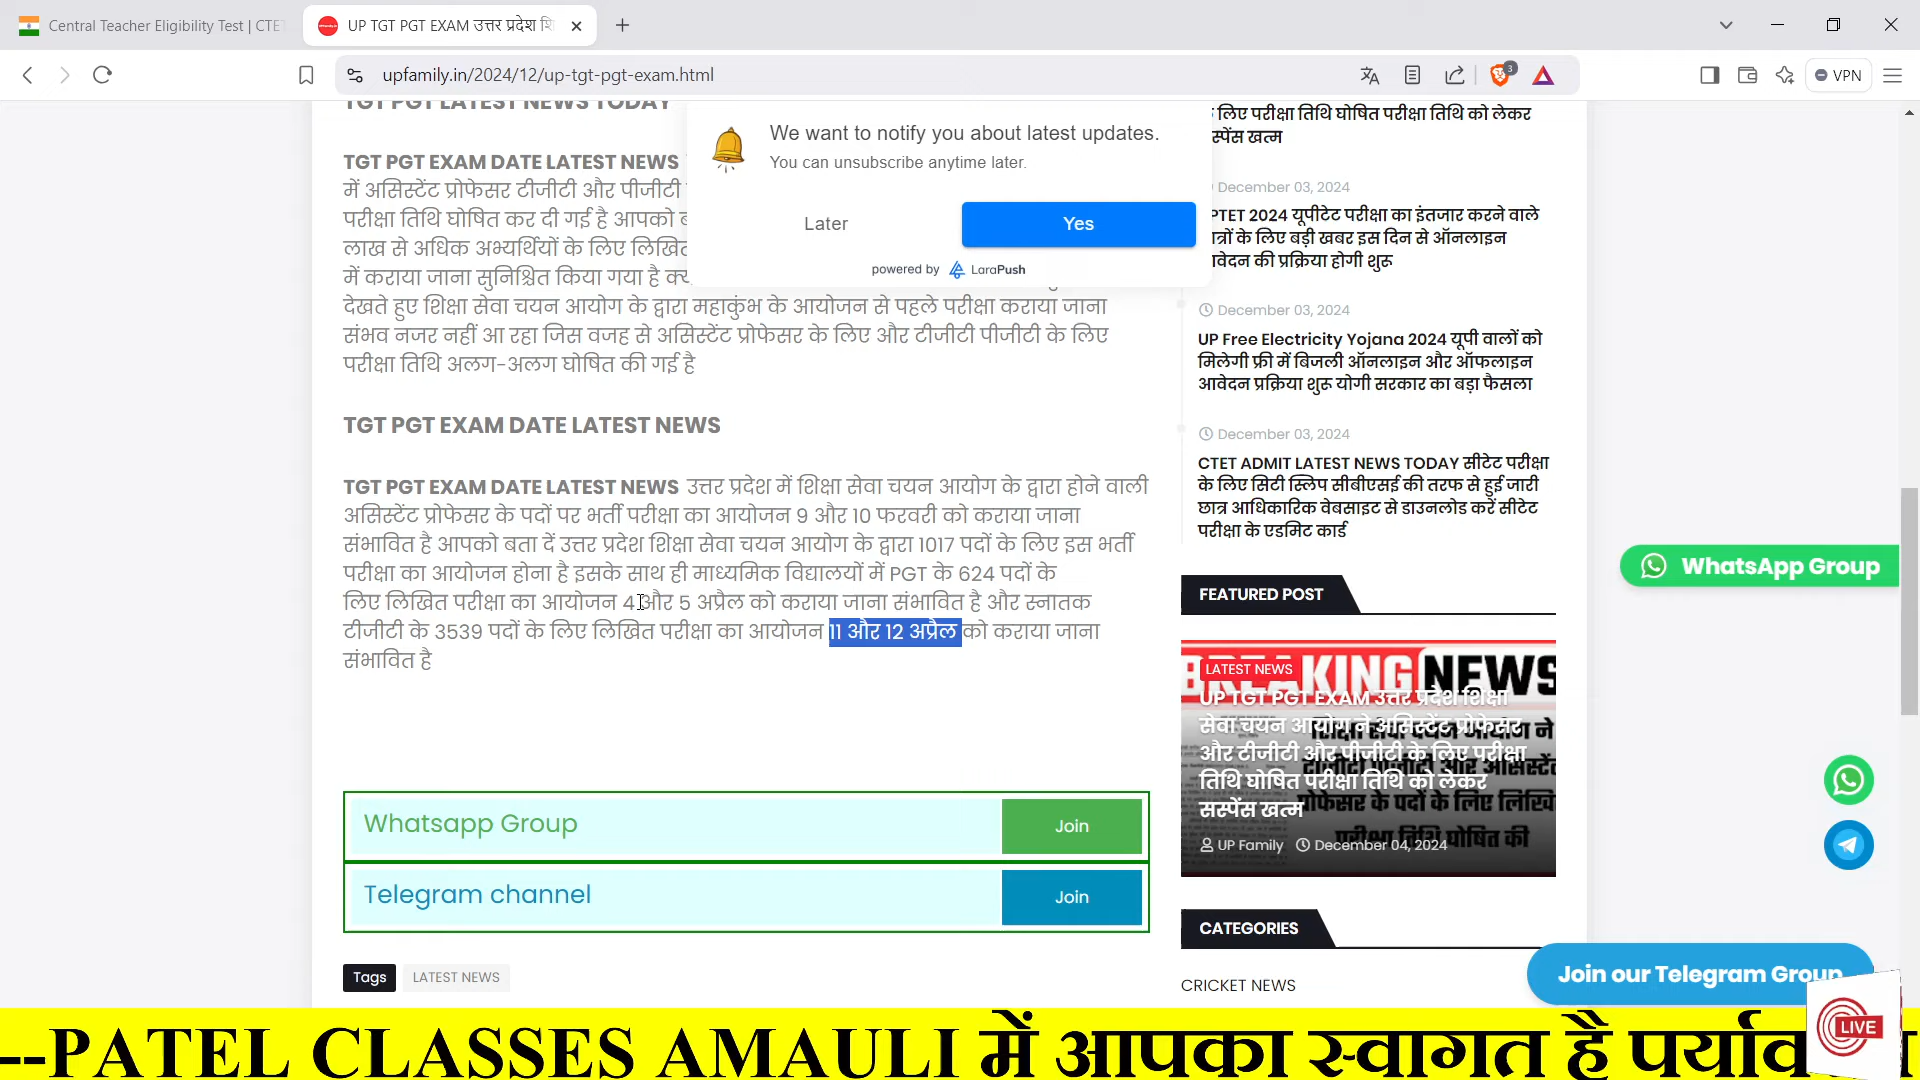 Central Teacher Eligibility Test | CTET
UP TGT PGT EXAM उत्तर प्रदेश शि
upfamily.in/2024/12/up-tgt-pgt-exam.html
3
VPN
TGT PGT LATEST NEWS TODAY
TGT PGT EXAM DATE LATEST NEWS
में असिस्टेंट प्रोफेसर टीजीटी और पीजीटी
परीक्षा तिथि घोषित कर दी गई है आपको
लाख से अधिक अभ्यर्थियों के लिए
में कराया जाना सुनिश्चित किया गया है
देखते हुए शिक्षा सेवा चयन आयोग के द्वारा महाकुंभ के आयोजन से पहले परीक्षा कराया जाना
संभव नजर नहीं आ रहा जिस वजह से असिस्टेंट प्रोफेसर के लिए और टीजीटी पीजीटी के लिए
परीक्षा तिथि अलग-अलग घोषित की गई है
We want to notify you about latest updates.
You can unsubscribe anytime later.
Later
Yes
powered by LaraPush
TGT PGT EXAM DATE LATEST NEWS
TGT PGT EXAM DATE LATEST NEWS उत्तर प्रदेश में शिक्षा सेवा चयन आयोग के द्वारा होने वाली
असिस्टेंट प्रोफेसर के पदों पर भर्ती परीक्षा का आयोजन 9 और 10 फरवरी को कराया जाना
संभावित है आपको बता दें उत्तर प्रदेश शिक्षा सेवा चयन आयोग के द्वारा 1017 पदों के लिए इस भर्ती
परीक्षा का आयोजन होना है इसके साथ ही माध्यमिक विद्यालयों में PGT के 624 पदों के
लिए लिखित परीक्षा का आयोजन 4 और 5 अप्रैल को कराया जाना संभावित है और स्नातक
टीजीटी के 3539 पदों के लिए लिखित परीक्षा का आयोजन 11 और 12 अप्रैल को कराया जाना
संभावित है
Whatsapp Group
Join
Telegram channel
Join
Tags
LATEST NEWS
लिए परीक्षा तिथि घोषित परीक्षा तिथि को लेकर
स्पेंस खत्म
December 03, 2024
PTET 2024 यूपीटेट परीक्षा का इंतजार करने वाले
के लिए बड़ी खबर इस दिन से ऑनलाइन
आवेदन की प्रक्रिया होगी शुरू
December 03, 2024
UP Free Electricity Yojana 2024 यूपी वालों को
मिलेगी फ्री में बिजली ऑनलाइन और ऑफलाइन
आवेदन प्रक्रिया शुरू योगी सरकार का बड़ा फैसला
December 03, 2024
CTET ADMIT LATEST NEWS TODAY सीटेट परीक्षा
के लिए सिटी स्लिप सीबीएसई की तरफ से हुई जारी
छात्र आधिकारिक वेबसाइट से डाउनलोड करें सीटेट
परीक्षा के एडमिट कार्ड
WhatsApp Group
FEATURED POST
BREAKING NEWS
LATEST NEWS
UP TGT PGT EXAM उत्तर प्रदेश शिक्षा
सेवा चयन आयोग ने असिस्टेंट प्रोफेसर
और टीजीटी और पीजीटी के लिए परीक्षा
तिथि घोषित परीक्षा तिथि को लेकर
सस्पेंस खत्म
UP Family December 04, 2024
CATEGORIES
CRICKET NEWS
Join our Telegram Group
LIVE
--PATEL CLASSES AMAULI में आपका स्वागत है